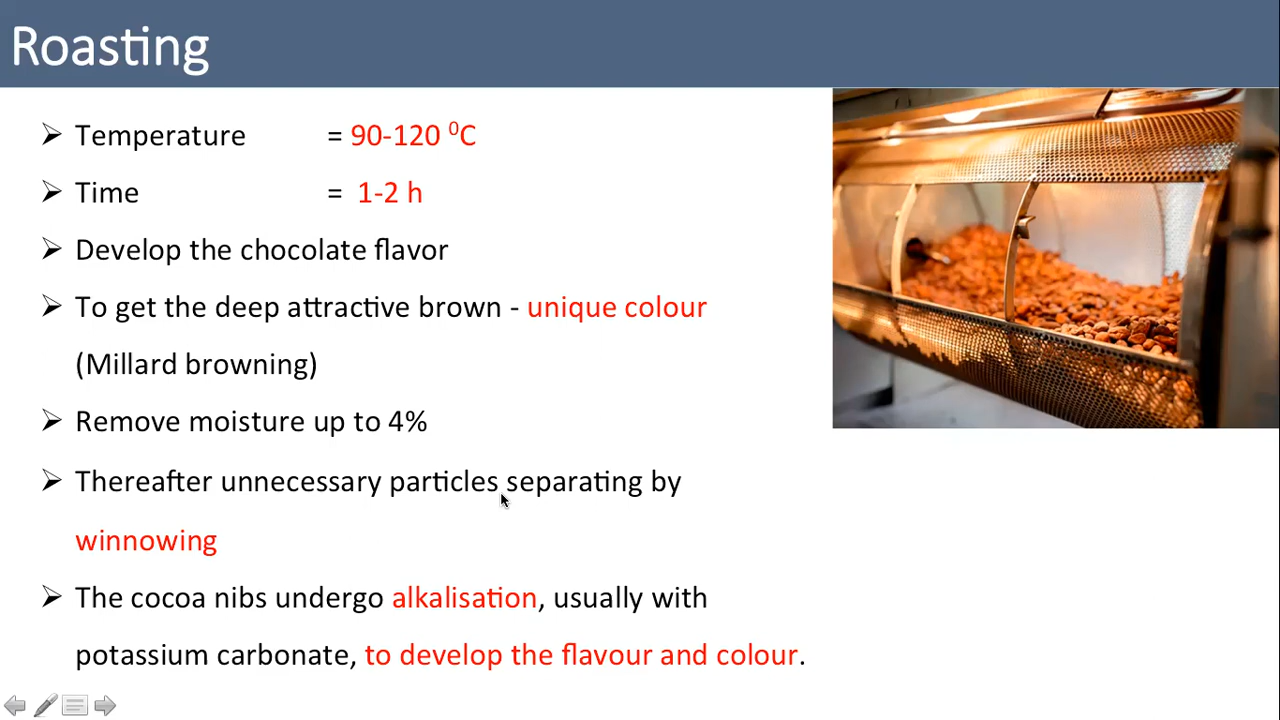 Roasting
➢ Temperature = 90-120 ⁰C
➢ Time = 1-2 h
➢ Develop the chocolate flavor
➢ To get the deep attractive brown - unique colour
(Millard browning)
➢ Remove moisture up to 4%
➢ Thereafter unnecessary particles separating by
winnowing
➢ The cocoa nibs undergo alkalisation, usually with
potassium carbonate, to develop the flavour and colour.